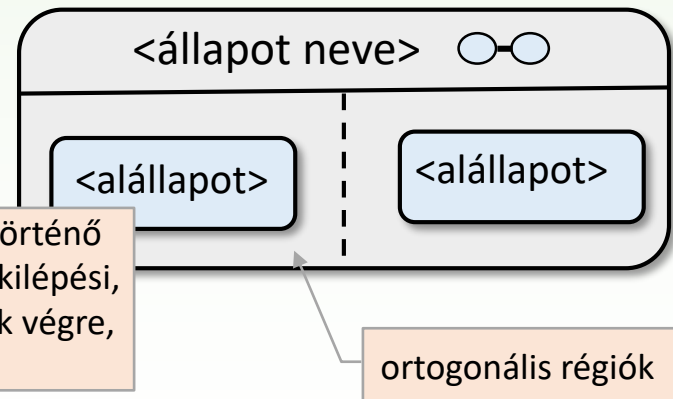 <állapot neve>
<alállapot>
<alállapot>
örténő
kilépési,
k végre,
ortogonális régiók